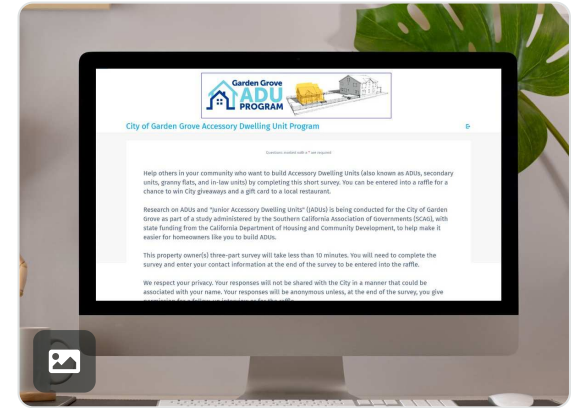 Garden Grove
ADU
PROGRAM
City of Garden Grove Accessory Dwelling Unit Program
Questions marked with a * are required
Help others in your community who want to build Accessory Dwelling Units (also known as ADUs, secondary
units, granny flats, and in-law units) by completing this short survey. You can be entered into a raffle for a
chance to win City giveaways and a gift card to a local restaurant.
Research on ADUs and "Junior Accessory Dwelling Units" (JADUs) is being conducted for the City of Garden
Grove as part of a study administered by the Southern California Association of Governments (SCAG), with
state funding from the California Department of Housing and Community Development, to help make it
easier for homeowners like you to build ADUs.
This property owner(s) three-part survey will take less than 10 minutes. You will need to complete the
survey and enter your contact information at the end of the survey to be entered into the raffle.
We respect your privacy. Your responses will not be shared with the City in a manner that could be
associated with your name. Your responses will be anonymous unless, at the end of the survey, you give